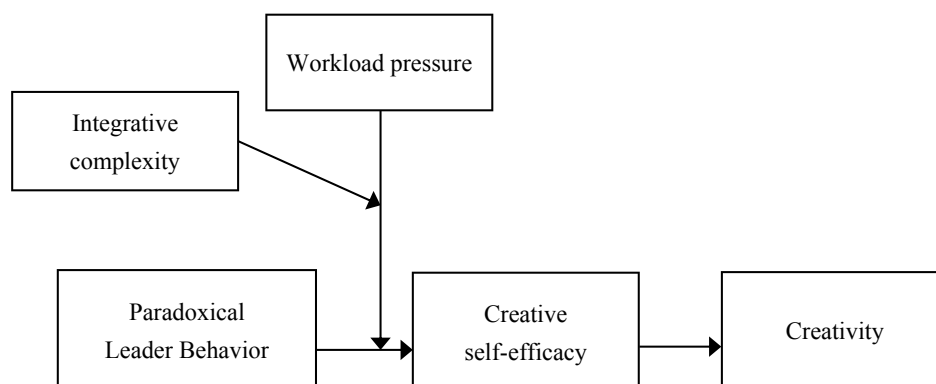 Workload pressure
Integrative
complexity
Paradoxical
Leader Behavior
Creative
self-efficacy
Creativity